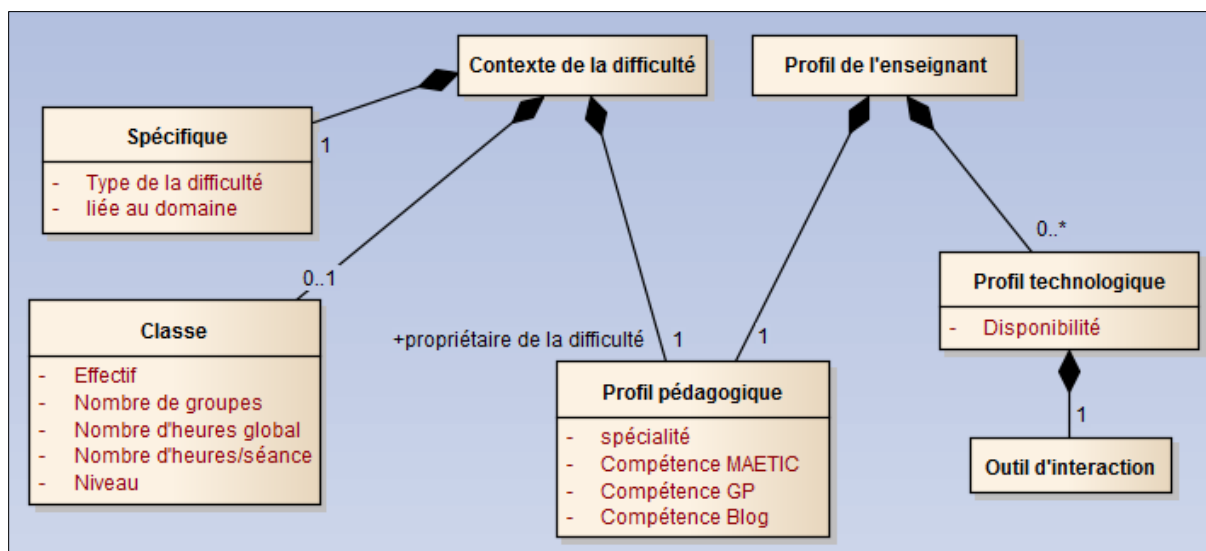 Contexte de la difficulté
Profil de l'enseignant
Spécifique
- Type de la difficulté
- liée au domaine
1
0..1
Classe
- Effectif
- Nombre de groupes
- Nombre d'heures global
- Nombre d'heures/séance
- Niveau
+propriétaire de la difficulté
1
1
Profil pédagogique
- spécialité
- Compétence MAETIC
- Compétence GP
- Compétence Blog
0..*
Profil technologique
- Disponibilité
1
Outil d'interaction